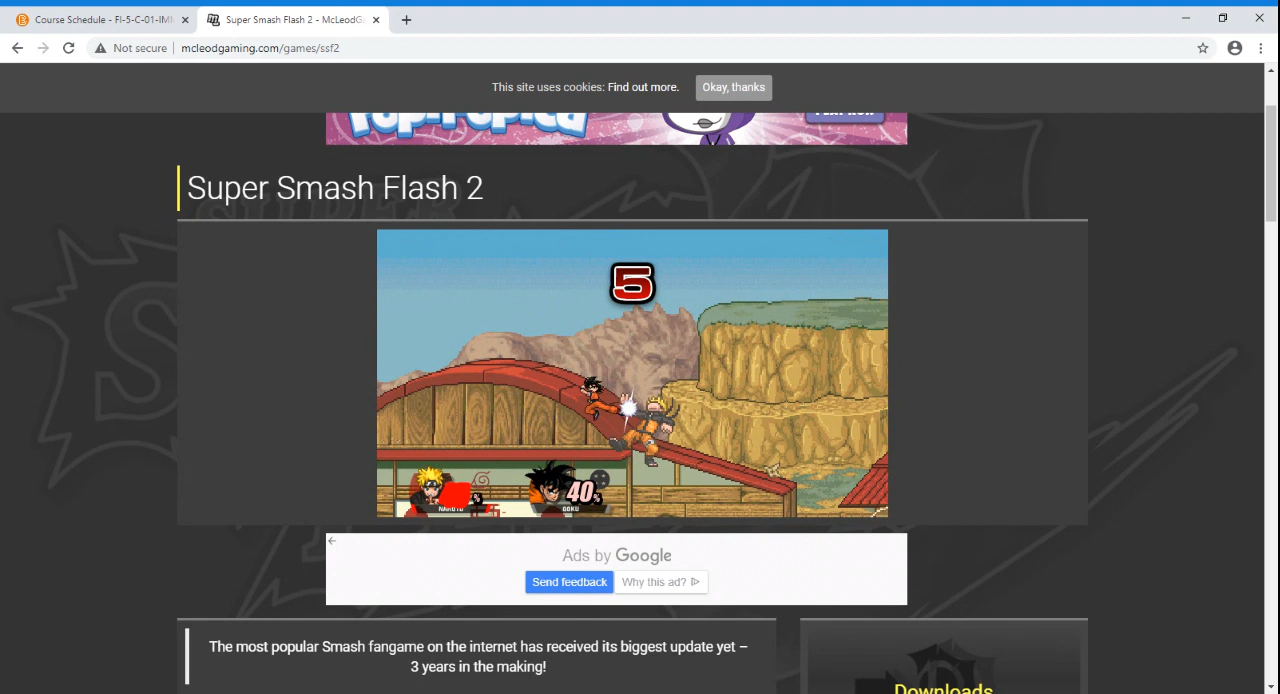 Course Schedule - FI-5-C-01-IMI
Super Smash Flash 2 - McLeodG
Not secure
mcleodgaming.com/games/ssf2
This site uses cookies: Find out more.
Okay, thanks
Super Smash Flash 2
5
%
40%
NARUTO
GOKU
Ads by Google
Send feedback
Why this ad?
The most popular Smash fangame on the internet has received its biggest update yet –
3 years in the making!
Downloads